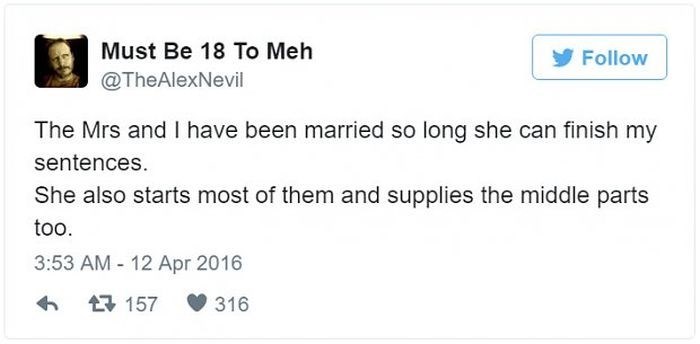 Must Be 18 To Meh
@TheAlexNevil
Follow
The Mrs and I have been married so long she can finish my
sentences.
She also starts most of them and supplies the middle parts
too.
3:53 AM - 12 Apr 2016
157 316